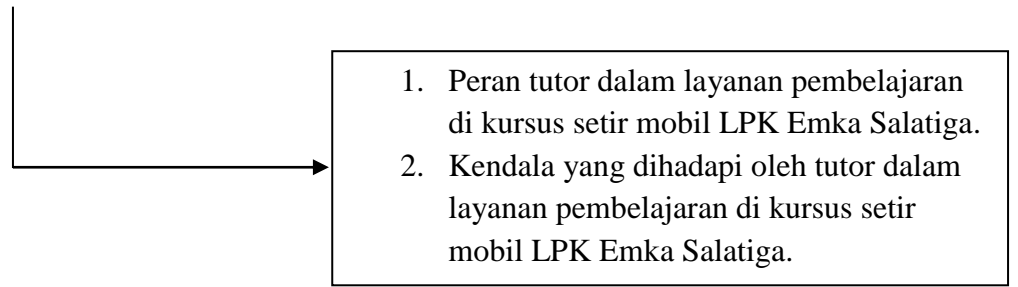 1. Peran tutor dalam layanan pembelajaran
di kursus setir mobil LPK Emka Salatiga.
2. Kendala yang dihadapi oleh tutor dalam
layanan pembelajaran di kursus setir
mobil LPK Emka Salatiga.